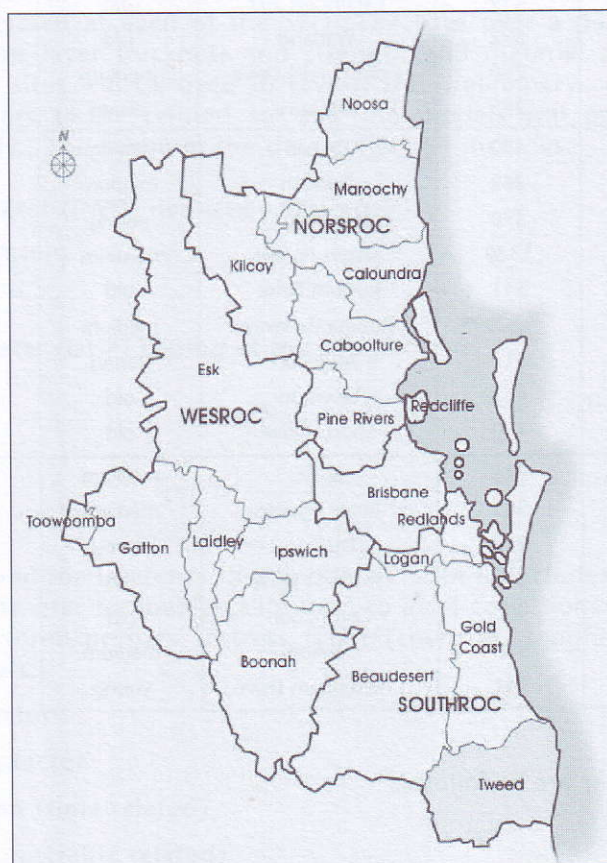 Noosa
N
Maroochy
NORSROC
Kilcoy
Caloundra
Caboolture
Esk
Redcliffe
WESROC
Pine Rivers
Brisbane
Toowoomba
Redlands
Gatton
Laidley
Ipswich
Logan
Gold
Coast
Boonah
Beaudesert
SOUTHROC
Tweed